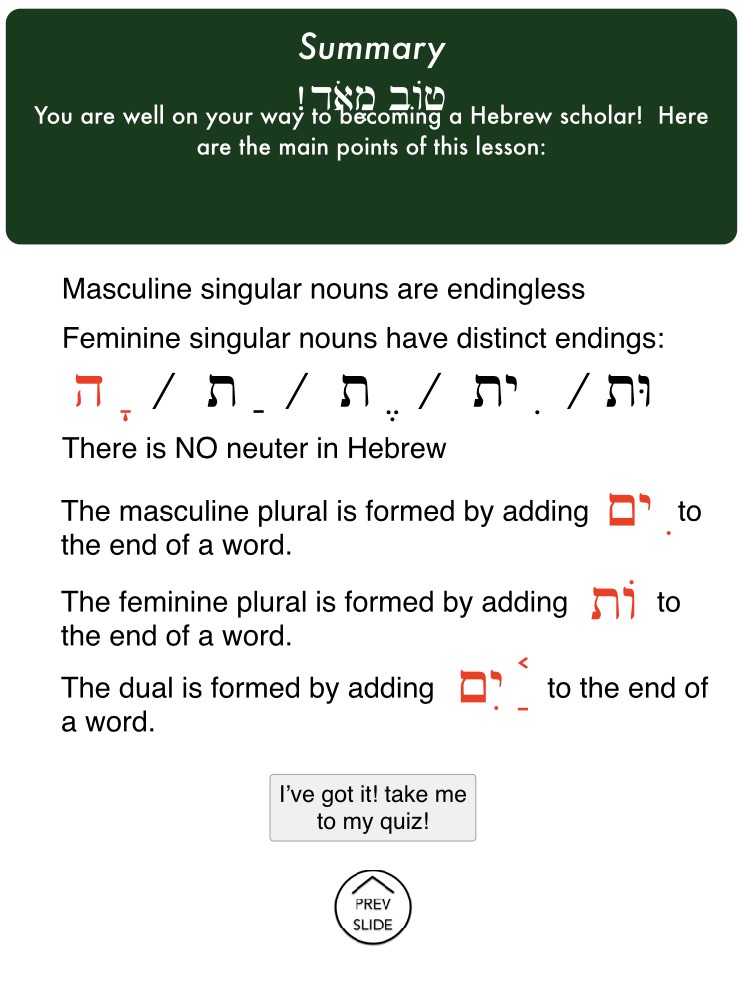 Summary
טוֹב מְאֹד!
You are well on your way to becoming a Hebrew scholar! Here
are the main points of this lesson:
Masculine singular nouns are endingless
Feminine singular nouns have distinct endings:
ָה / ַת / ֶת / ִית / וּת
There is NO neuter in Hebrew
The masculine plural is formed by adding ִים to
the end of a word.
The feminine plural is formed by adding וֹת to
the end of a word.
The dual is formed by adding ַ֫יִם to the end of
a word.
I've got it! take me
to my quiz!
PREV
SLIDE